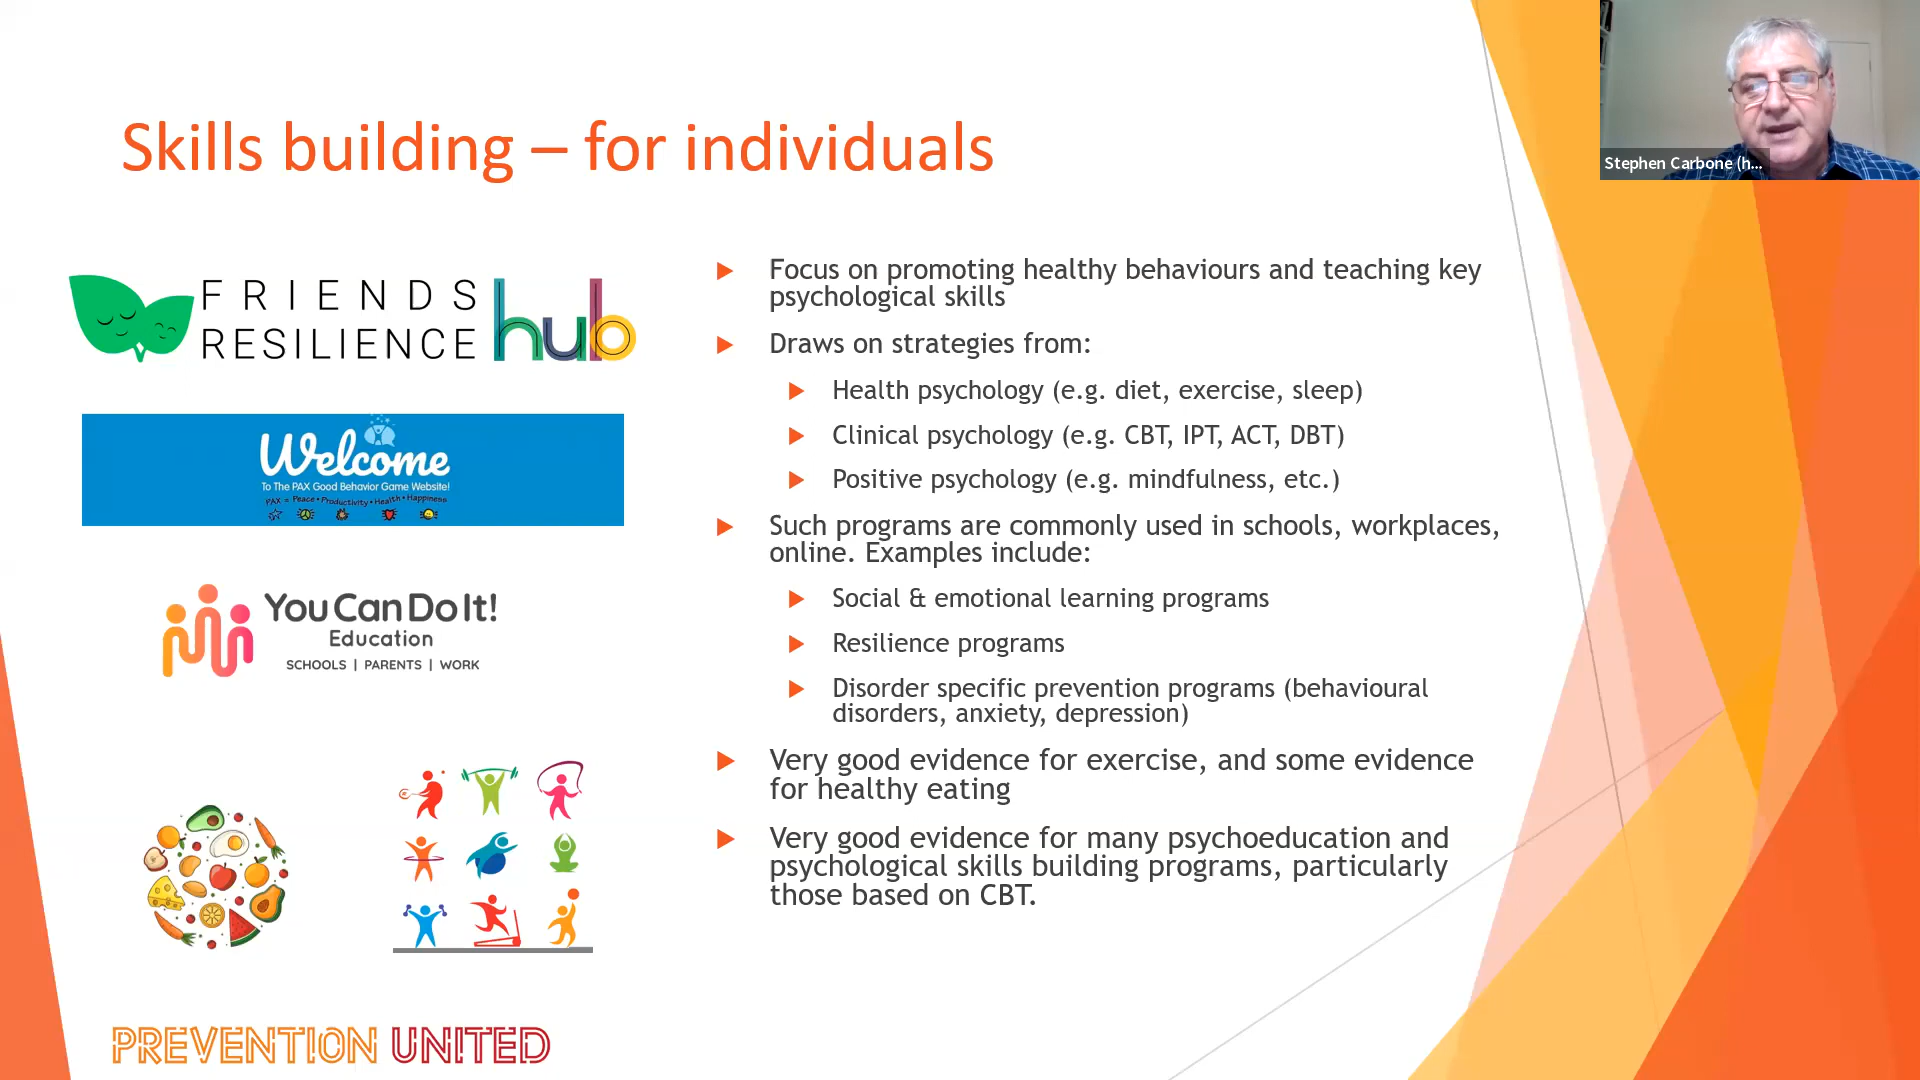 Skills building – for individuals
Stephen Carbone (h...
FRIENDS
RESILIENCE
hub
Welcome
To The PAX Good Behavior Game Website!
PAX = Peace • Productivity • Health • Happiness
You Can Do It!
Education
SCHOOLS | PARENTS | WORK
PREVENTION UNITED
Focus on promoting healthy behaviours and teaching key
psychological skills
Draws on strategies from:
Health psychology (e.g. diet, exercise, sleep)
Clinical psychology (e.g. CBT, IPT, ACT, DBT)
Positive psychology (e.g. mindfulness, etc.)
Such programs are commonly used in schools, workplaces,
online. Examples include:
Social & emotional learning programs
Resilience programs
Disorder specific prevention programs (behavioural
disorders, anxiety, depression)
Very good evidence for exercise, and some evidence
for healthy eating
Very good evidence for many psychoeducation and
psychological skills building programs, particularly
those based on CBT.